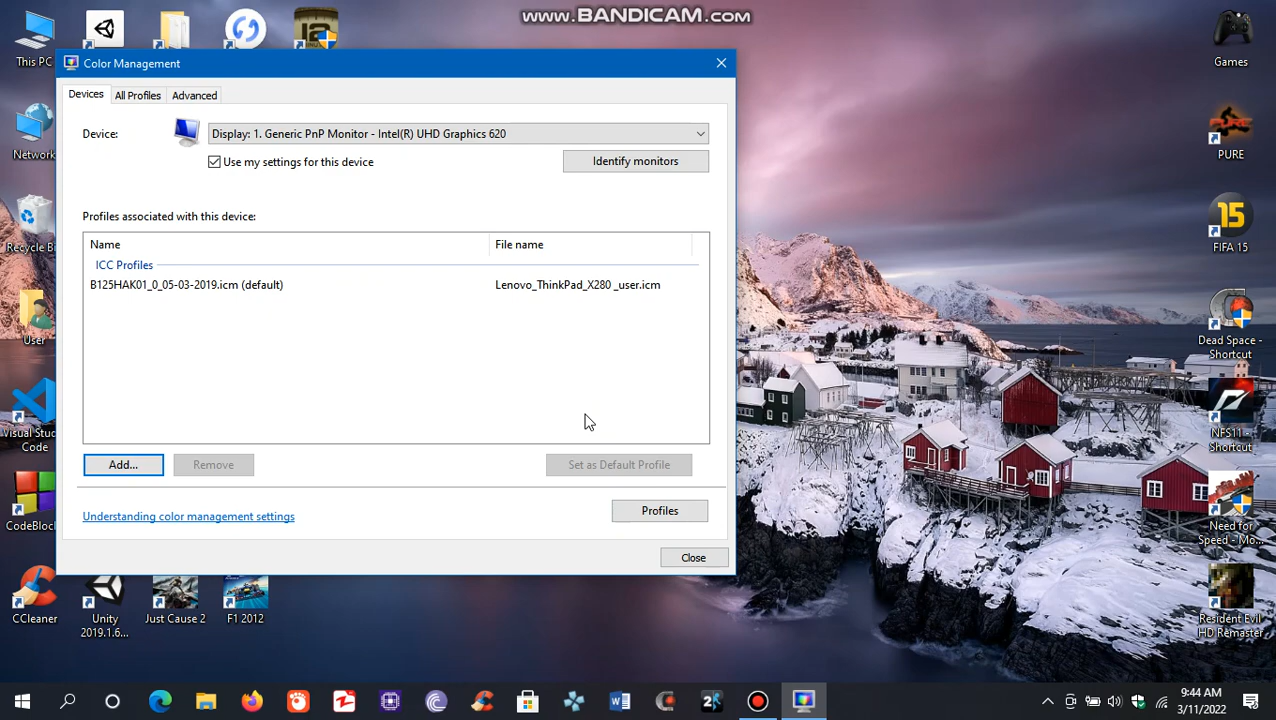 www.BANDICAM.com
This PC
Color Management
Games
Devices
All Profiles
Advanced
Device:
Display: 1. Generic PnP Monitor - Intel(R) UHD Graphics 620
Use my settings for this device
Identify monitors
Network
PURE
Profiles associated with this device:
Name
File name
Recycle Bi
15
FIFA 15
ICC Profiles
B125HAK01_0_05-03-2019.icm (default)
Lenovo_ThinkPad_X280 _user.icm
User
Dead Space -
Shortcut
Visual Stud
Code
NFS11 -
Shortcut
Add...
Remove
Set as Default Profile
Profiles
Understanding color management settings
CodeBlock
Need for
Speed - Mo...
Close
CCleaner
Unity
2019.1.6...
Just Cause 2
F1 2012
Resident Evil
HD Remaster
9:44 AM
3/11/2022